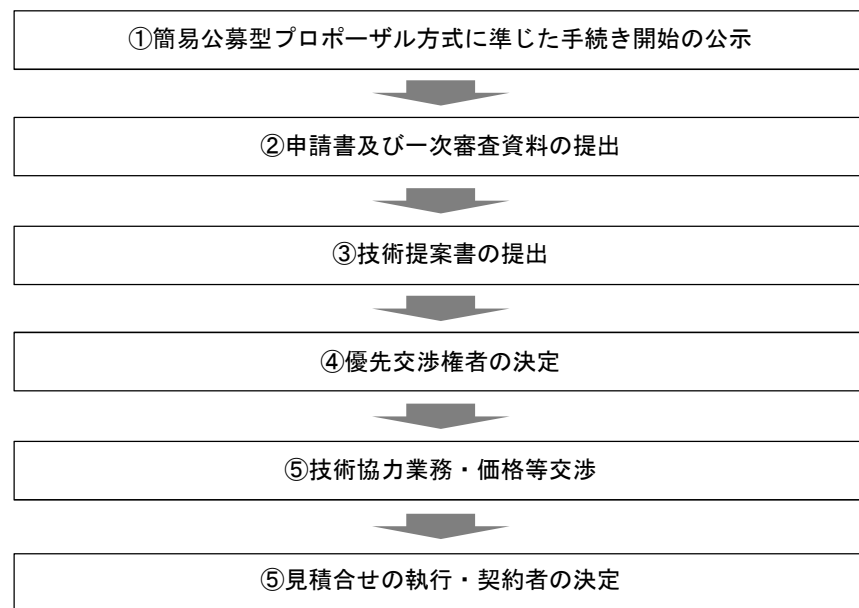 ①簡易公募型プロポーザル方式に準じた手続き開始の公示
②申請書及び一次審査資料の提出
③技術提案書の提出
④優先交渉権者の決定
⑤技術協力業務・価格等交渉
⑤見積合せの執行・契約者の決定